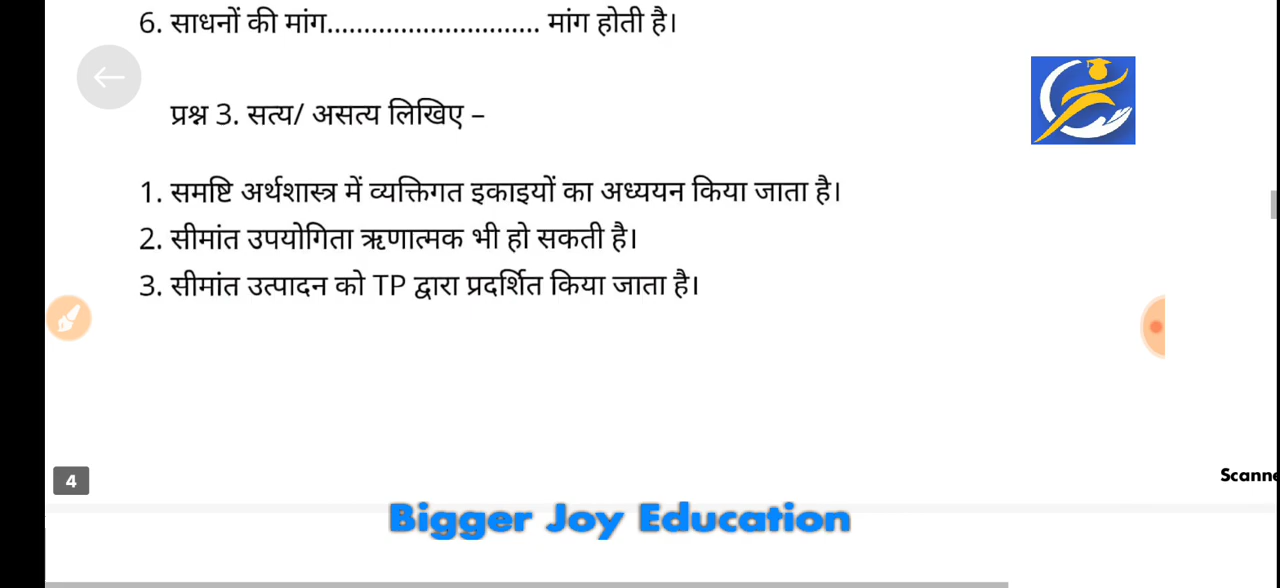 6. साधनों की मांग............................. मांग होती है।
प्रश्न 3. सत्य/ असत्य लिखिए –
1. समष्टि अर्थशास्त्र में व्यक्तिगत इकाइयों का अध्ययन किया जाता है।
2. सीमांत उपयोगिता ऋणात्मक भी हो सकती है।
3. सीमांत उत्पादन को TP द्वारा प्रदर्शित किया जाता है।
4
Scanne
Bigger Joy Education